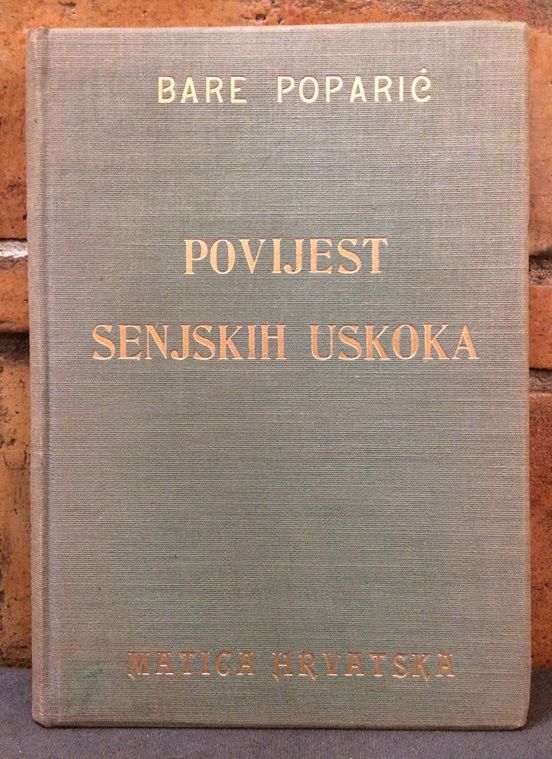 BARE POPARIĆ
POVIJEST
SENJSKIH USKOKA
MATICA HRVATSKA